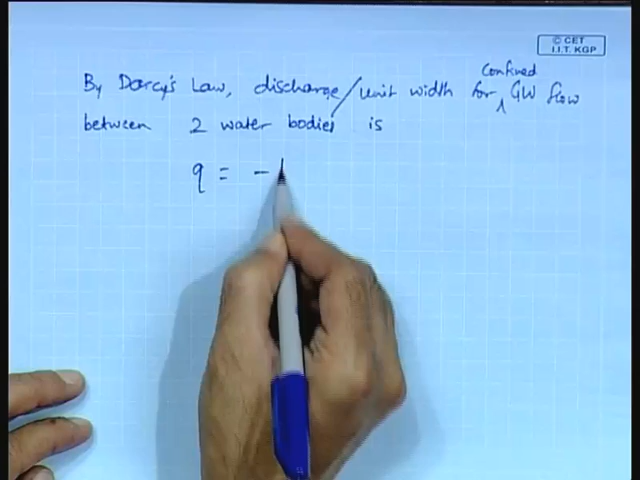 © CET
I.I.T. KGP
By Darcy's Law, discharge/unit width for confined GW flow
between 2 water bodies is
q = -